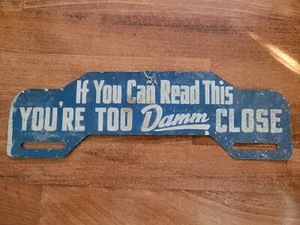 If You Can Read This
YOU'RE TOO Damm CLOSE